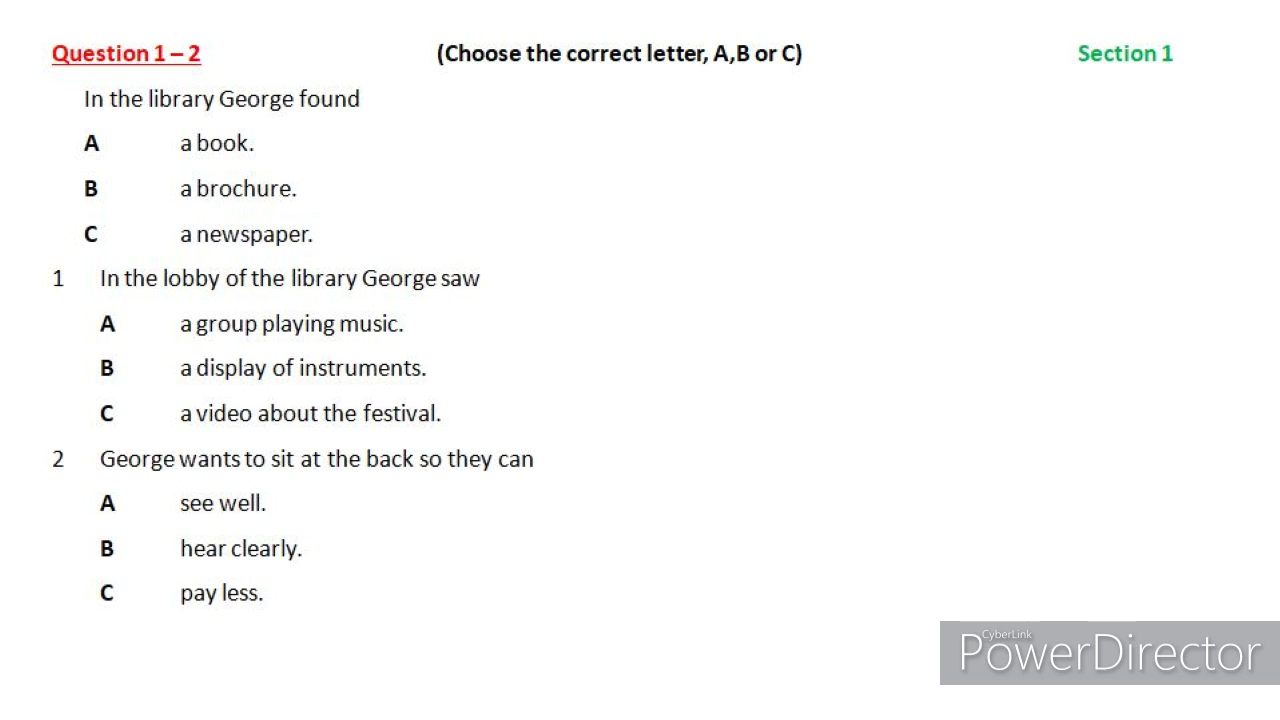 Question 1 – 2 (Choose the correct letter, A,B or C) Section 1
In the library George found
A a book.
B a brochure.
C a newspaper.
1 In the lobby of the library George saw
A a group playing music.
B a display of instruments.
C a video about the festival.
2 George wants to sit at the back so they can
A see well.
B hear clearly.
C pay less.
CyberLink
PowerDirector